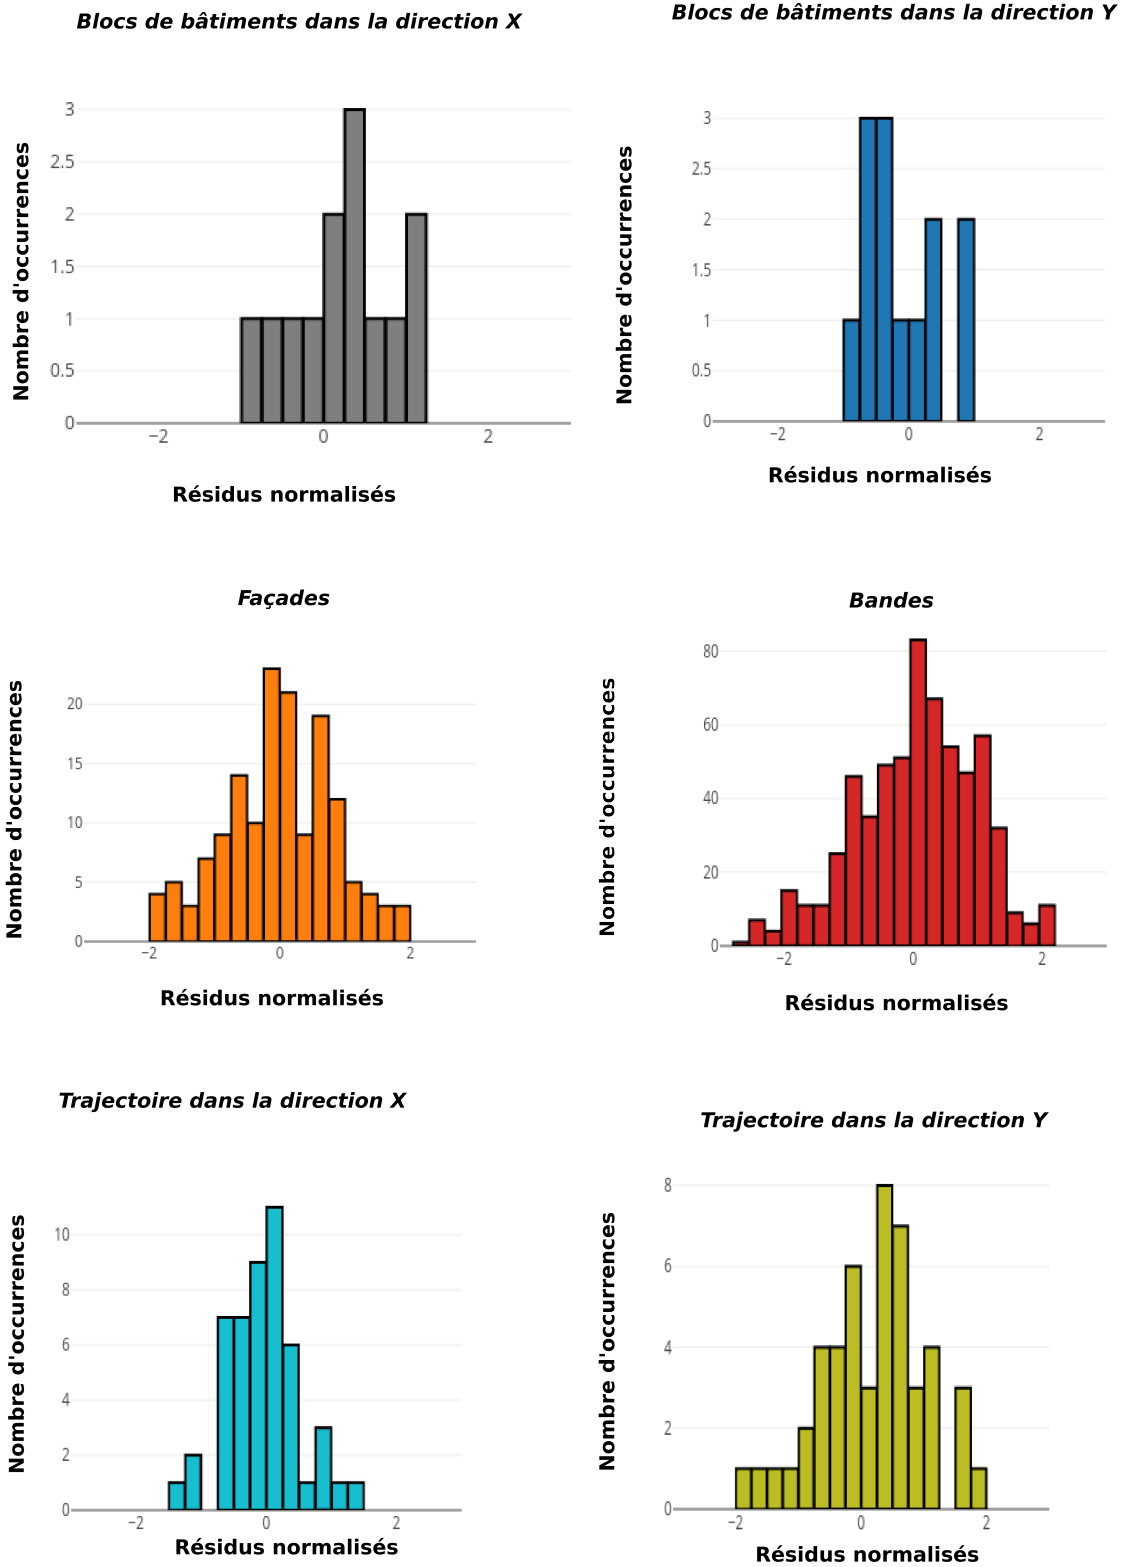 Blocs de bâtiments dans la direction X
Nombre d'occurrences
3
2.5
2
1.5
1
0.5
0
−2
0
2
Résidus normalisés
Blocs de bâtiments dans la direction Y
Nombre d'occurrences
3
2.5
2
1.5
1
0.5
0
−2
0
2
Résidus normalisés
Façades
Nombre d'occurrences
20
15
10
5
0
−2
0
2
Résidus normalisés
Bandes
Nombre d'occurrences
80
60
40
20
0
−2
0
2
Résidus normalisés
Trajectoire dans la direction X
Nombre d'occurrences
10
8
6
4
2
0
−2
0
2
Résidus normalisés
Trajectoire dans la direction Y
Nombre d'occurrences
8
6
4
2
0
−2
0
2
Résidus normalisés